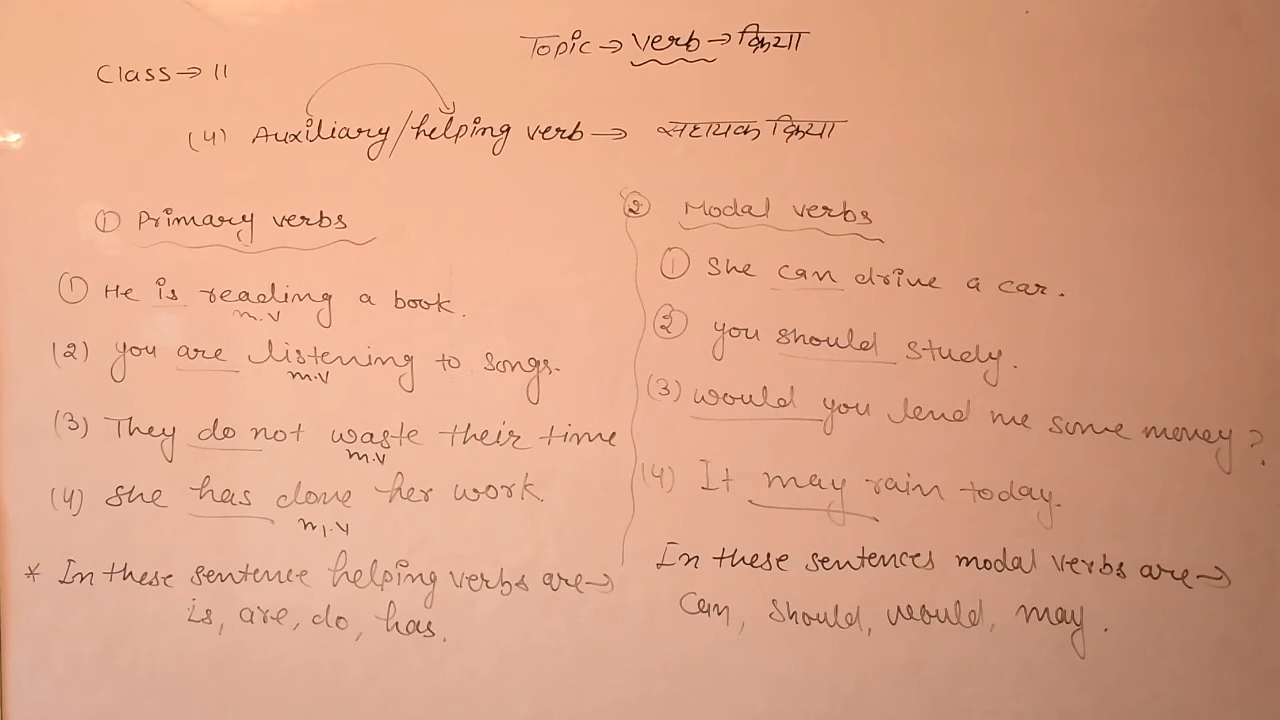 Topic → verb → क्रिया
Class → 11
(4) Auxiliary/helping verb → सहायक क्रिया
① Primary verbs
① He is reading a book.
m.v
(2) you are listening to songs.
m.v
(3) They do not waste their time
m.v
(4) she has done her work.
m.v
* In these sentence helping verbs are →
is, are, do, has.
② Modal verbs
① she can drive a car.
② you should study.
(3) would you lend me some money?
(4) It may rain today.
In these sentences modal verbs are →
can, should, would, may.